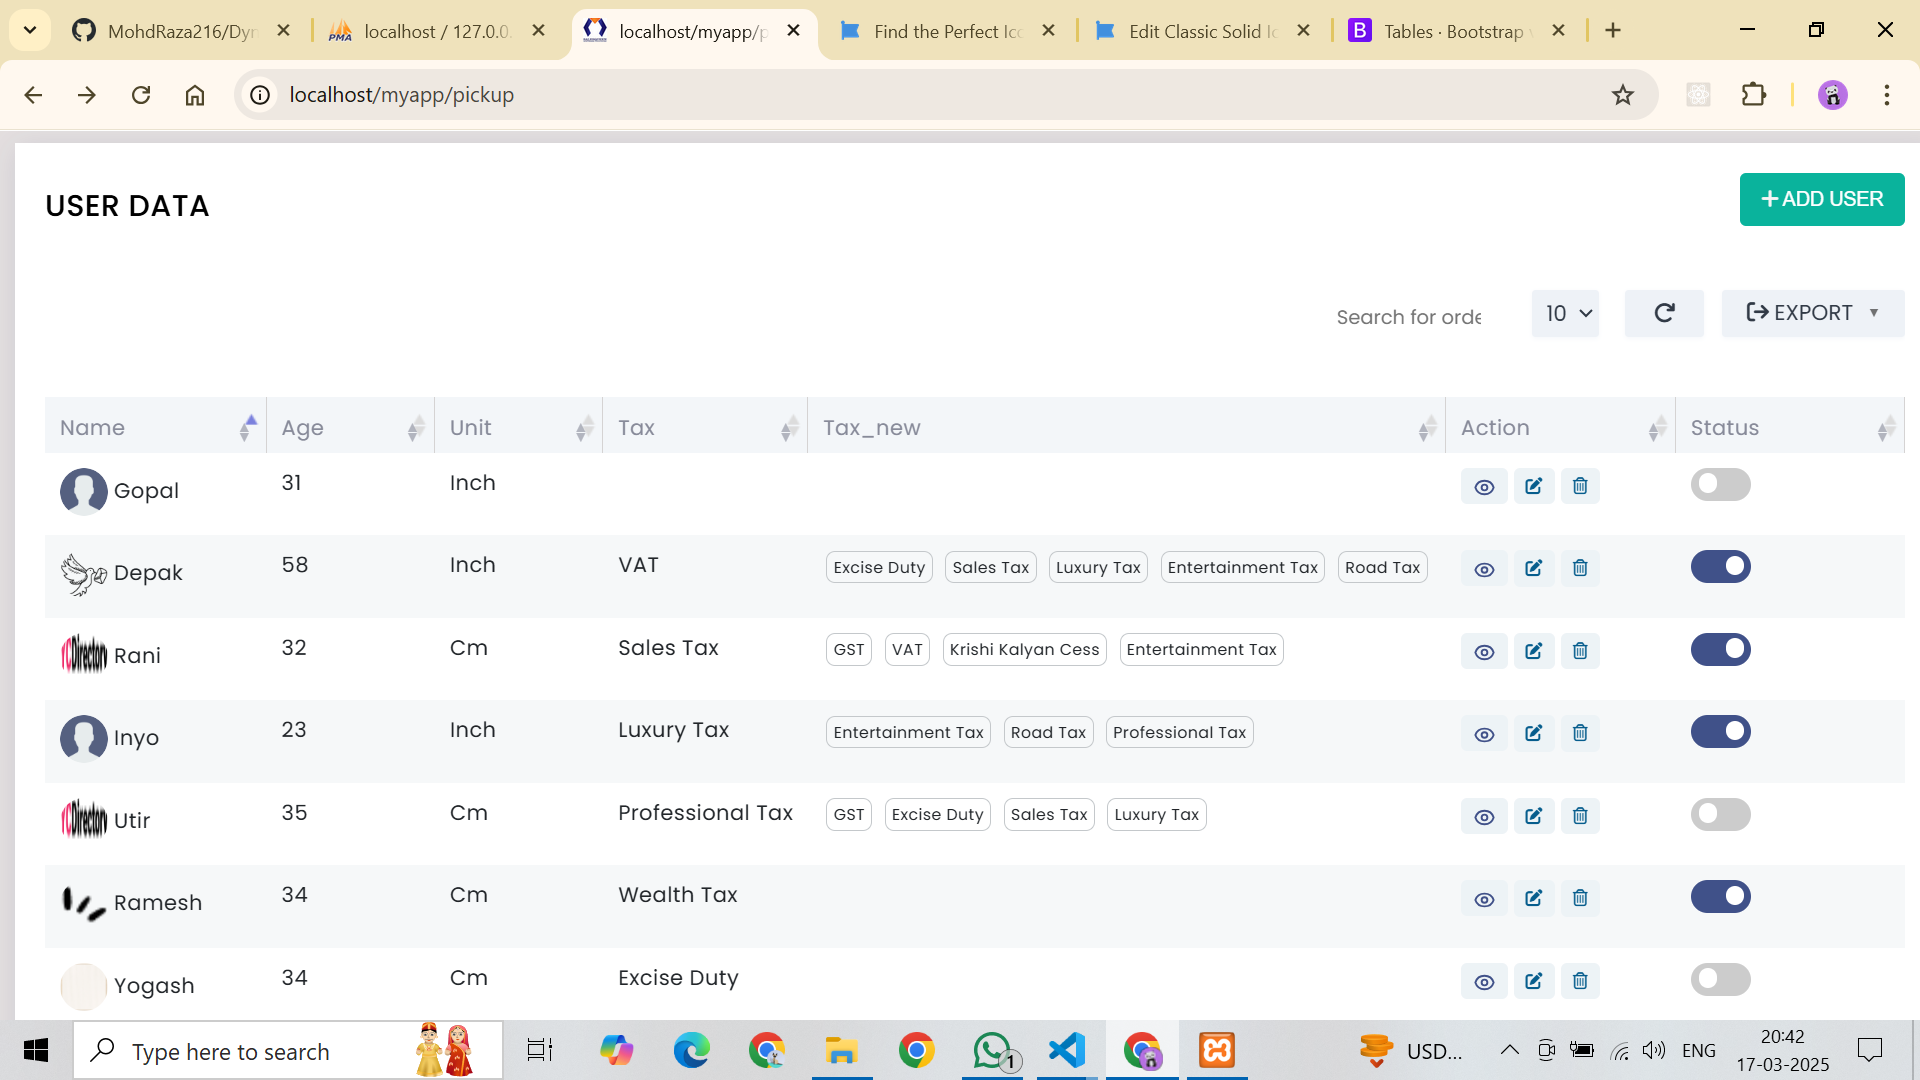 MohdRaza216/Dyn
localhost / 127.0.0.
localhost/myapp/p
Find the Perfect Ico
Edit Classic Solid Ic
Tables · Bootstrap v
localhost/myapp/pickup
USER DATA
ADD USER
Search for orde
10
EXPORT
Name Age Unit Tax Tax_new Action Status
Gopal 31 Inch
Depak 58 Inch VAT Excise Duty Sales Tax Luxury Tax Entertainment Tax Road Tax
Rani 32 Cm Sales Tax GST VAT Krishi Kalyan Cess Entertainment Tax
Inyo 23 Inch Luxury Tax Entertainment Tax Road Tax Professional Tax
Utir 35 Cm Professional Tax GST Excise Duty Sales Tax Luxury Tax
Ramesh 34 Cm Wealth Tax
Yogash 34 Cm Excise Duty
Type here to search
1
USD...
ENG
20:42
17-03-2025